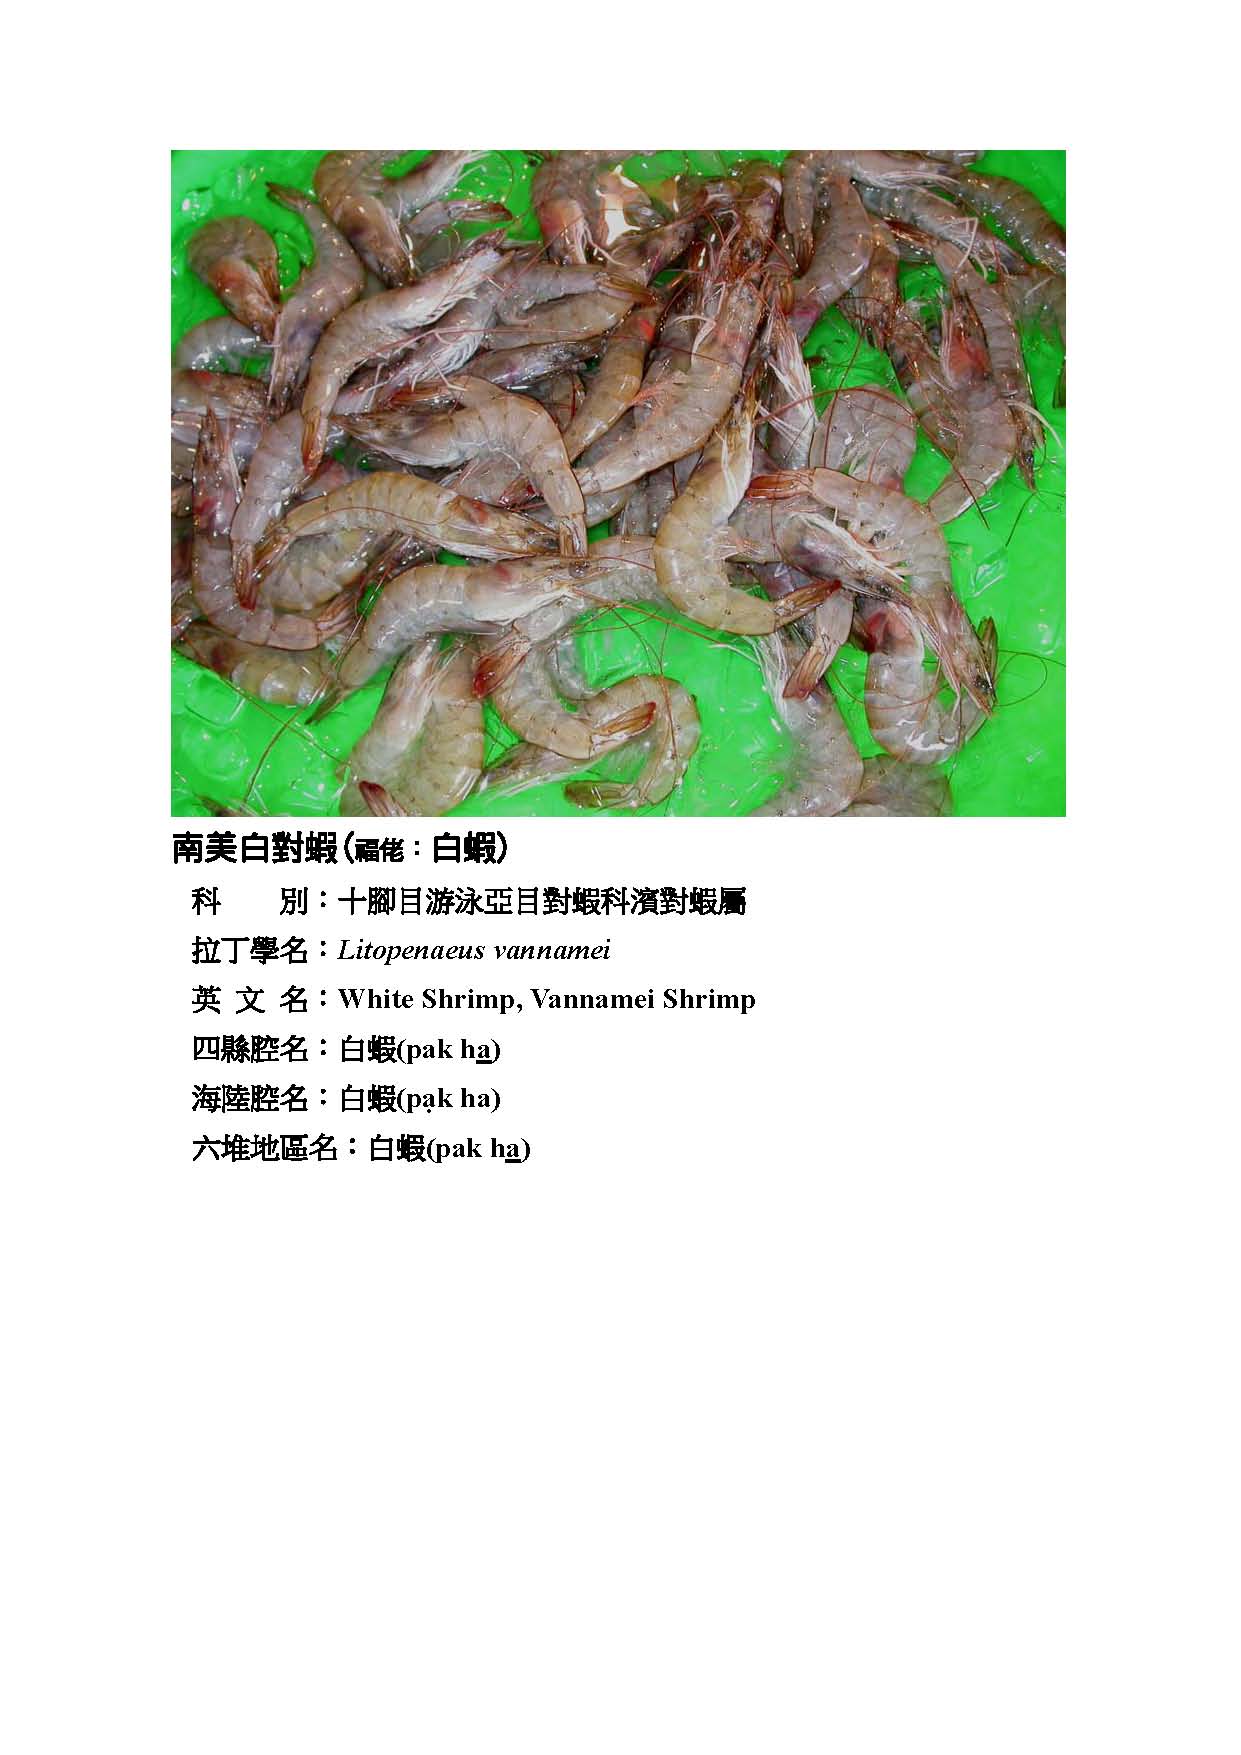 南美白對蝦(福佬：白蝦)
科　　別：十腳目游泳亞目對蝦科濱對蝦屬
拉丁學名：Litopenaeus vannamei
英 文 名：White Shrimp, Vannamei Shrimp
四縣腔名：白蝦(pak ha̲)
海陸腔名：白蝦(pạk ha)
六堆地區名：白蝦(pak ha̲)